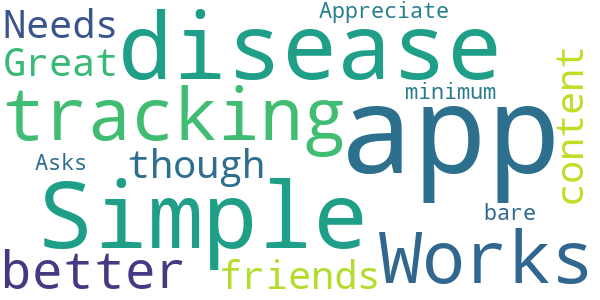 Needs
Appreciate
disease
Great
content
minimum
tracking
app
Asks
though
Simple
bare
Works
better
friends